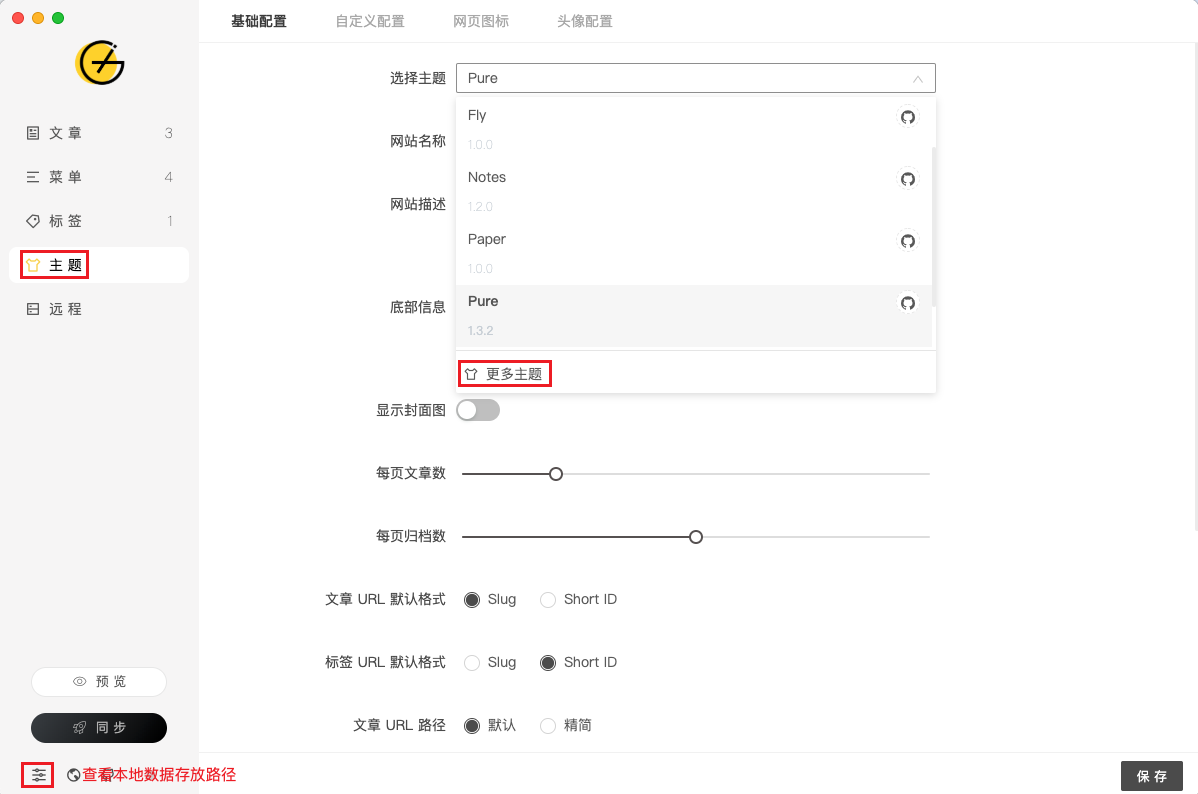 基础配置 自定义配置 网页图标 头像配置
文章 3
菜单 4
标签 1
主题
远程
选择主题 Pure
Fly
1.0.0
网站名称
Notes
1.2.0
网站描述
Paper
1.0.0
底部信息
Pure
1.3.2
更多主题
显示封面图
每页文章数
每页归档数
文章 URL 默认格式 Slug Short ID
标签 URL 默认格式 Slug Short ID
文章 URL 路径 默认 精简
预览
同步
查看本地数据存放路径
保存